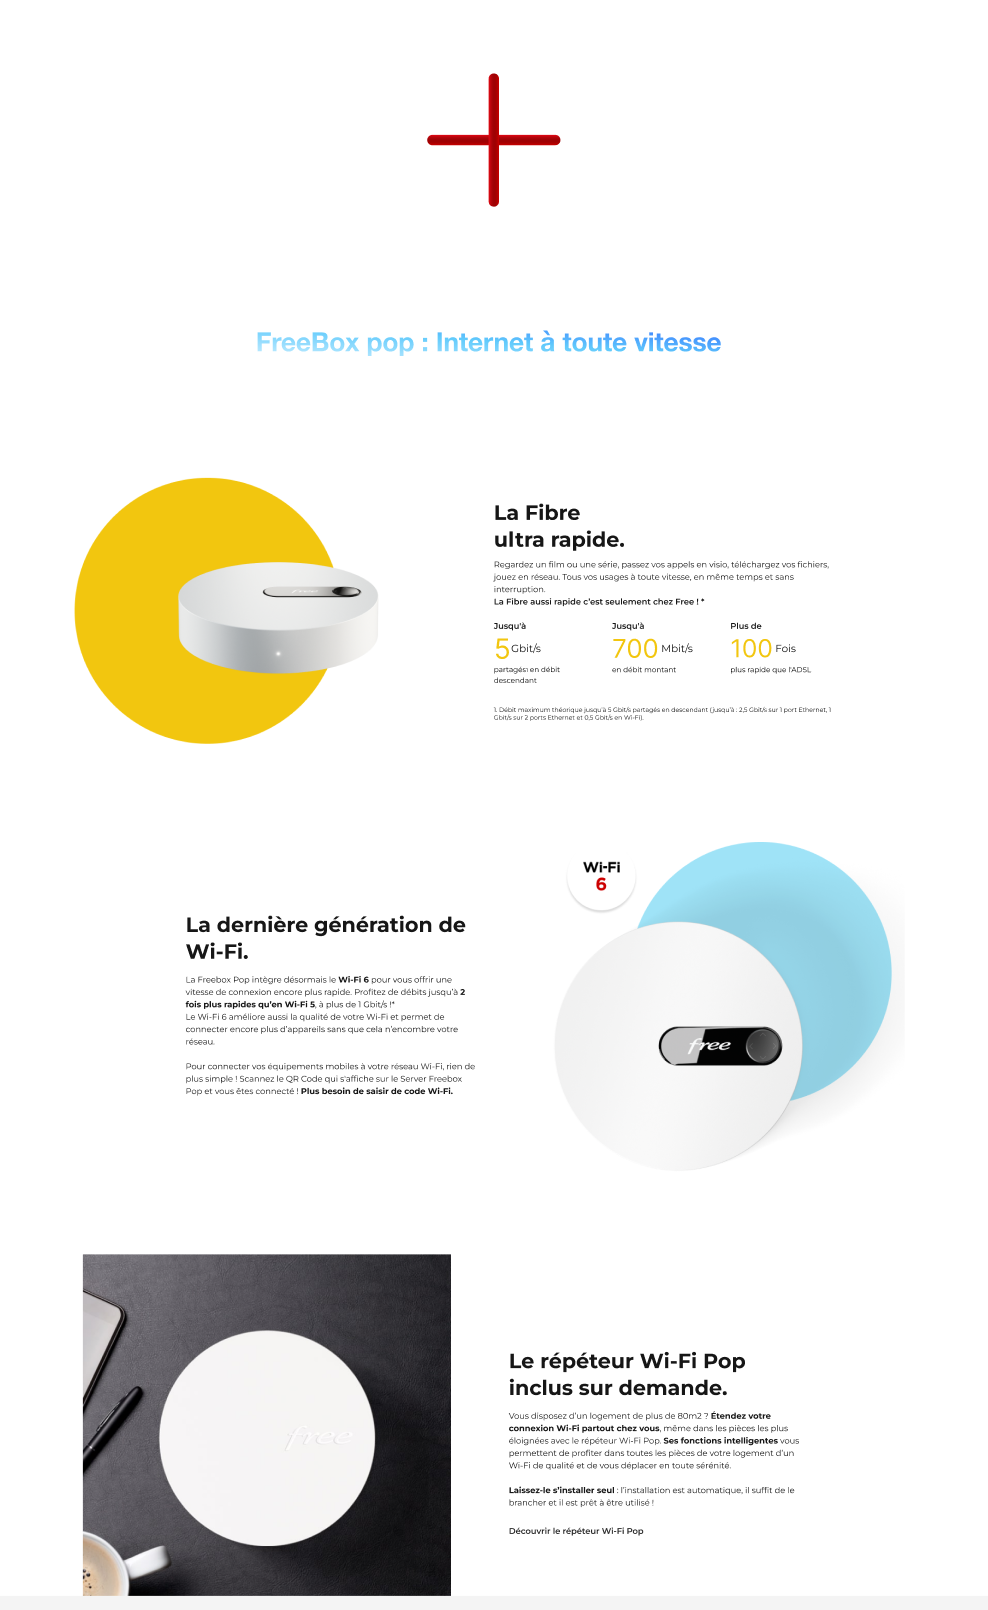 FreeBox pop : Internet à toute vitesse
free
La Fibre
ultra rapide.
Regardez un film ou une série, passez vos appels en visio, téléchargez vos fichiers,
jouez en réseau. Tous vos usages à toute vitesse, en même temps et sans
interruption.
La Fibre aussi rapide c’est seulement chez Free ! *
Jusqu'à
5 Gbit/s
partagés1 en débit
descendant
Jusqu'à
700 Mbit/s
en débit montant
Plus de
100 Fois
plus rapide que l'ADSL
1. Débit maximum théorique jusqu'à 5 Gbit/s partagés en descendant (jusqu'à : 2,5 Gbit/s sur 1 port Ethernet, 1
Gbit/s sur 2 ports Ethernet et 0,5 Gbit/s en Wi-Fi).
La dernière génération de
Wi-Fi.
La Freebox Pop intègre désormais le Wi-Fi 6 pour vous offrir une
vitesse de connexion encore plus rapide. Profitez de débits jusqu’à 2
fois plus rapides qu’en Wi-Fi 5, à plus de 1 Gbit/s !*
Le Wi-Fi 6 améliore aussi la qualité de votre Wi-Fi et permet de
connecter encore plus d’appareils sans que cela n’encombre votre
réseau.
Pour connecter vos équipements mobiles à votre réseau Wi-Fi, rien de
plus simple ! Scannez le QR Code qui s'affiche sur le Server Freebox
Pop et vous êtes connecté ! Plus besoin de saisir de code Wi-Fi.
Wi-Fi
6
free
free
Le répéteur Wi-Fi Pop
inclus sur demande.
Vous disposez d’un logement de plus de 80m2 ? Étendez votre
connexion Wi-Fi partout chez vous, même dans les pièces les plus
éloignées avec le répéteur Wi-Fi Pop. Ses fonctions intelligentes vous
permettent de profiter dans toutes les pièces de votre logement d’un
Wi-Fi de qualité et de vous déplacer en toute sérénité.
Laissez-le s’installer seul : l’installation est automatique, il suffit de le
brancher et il est prêt à être utilisé !
Découvrir le répéteur Wi-Fi Pop